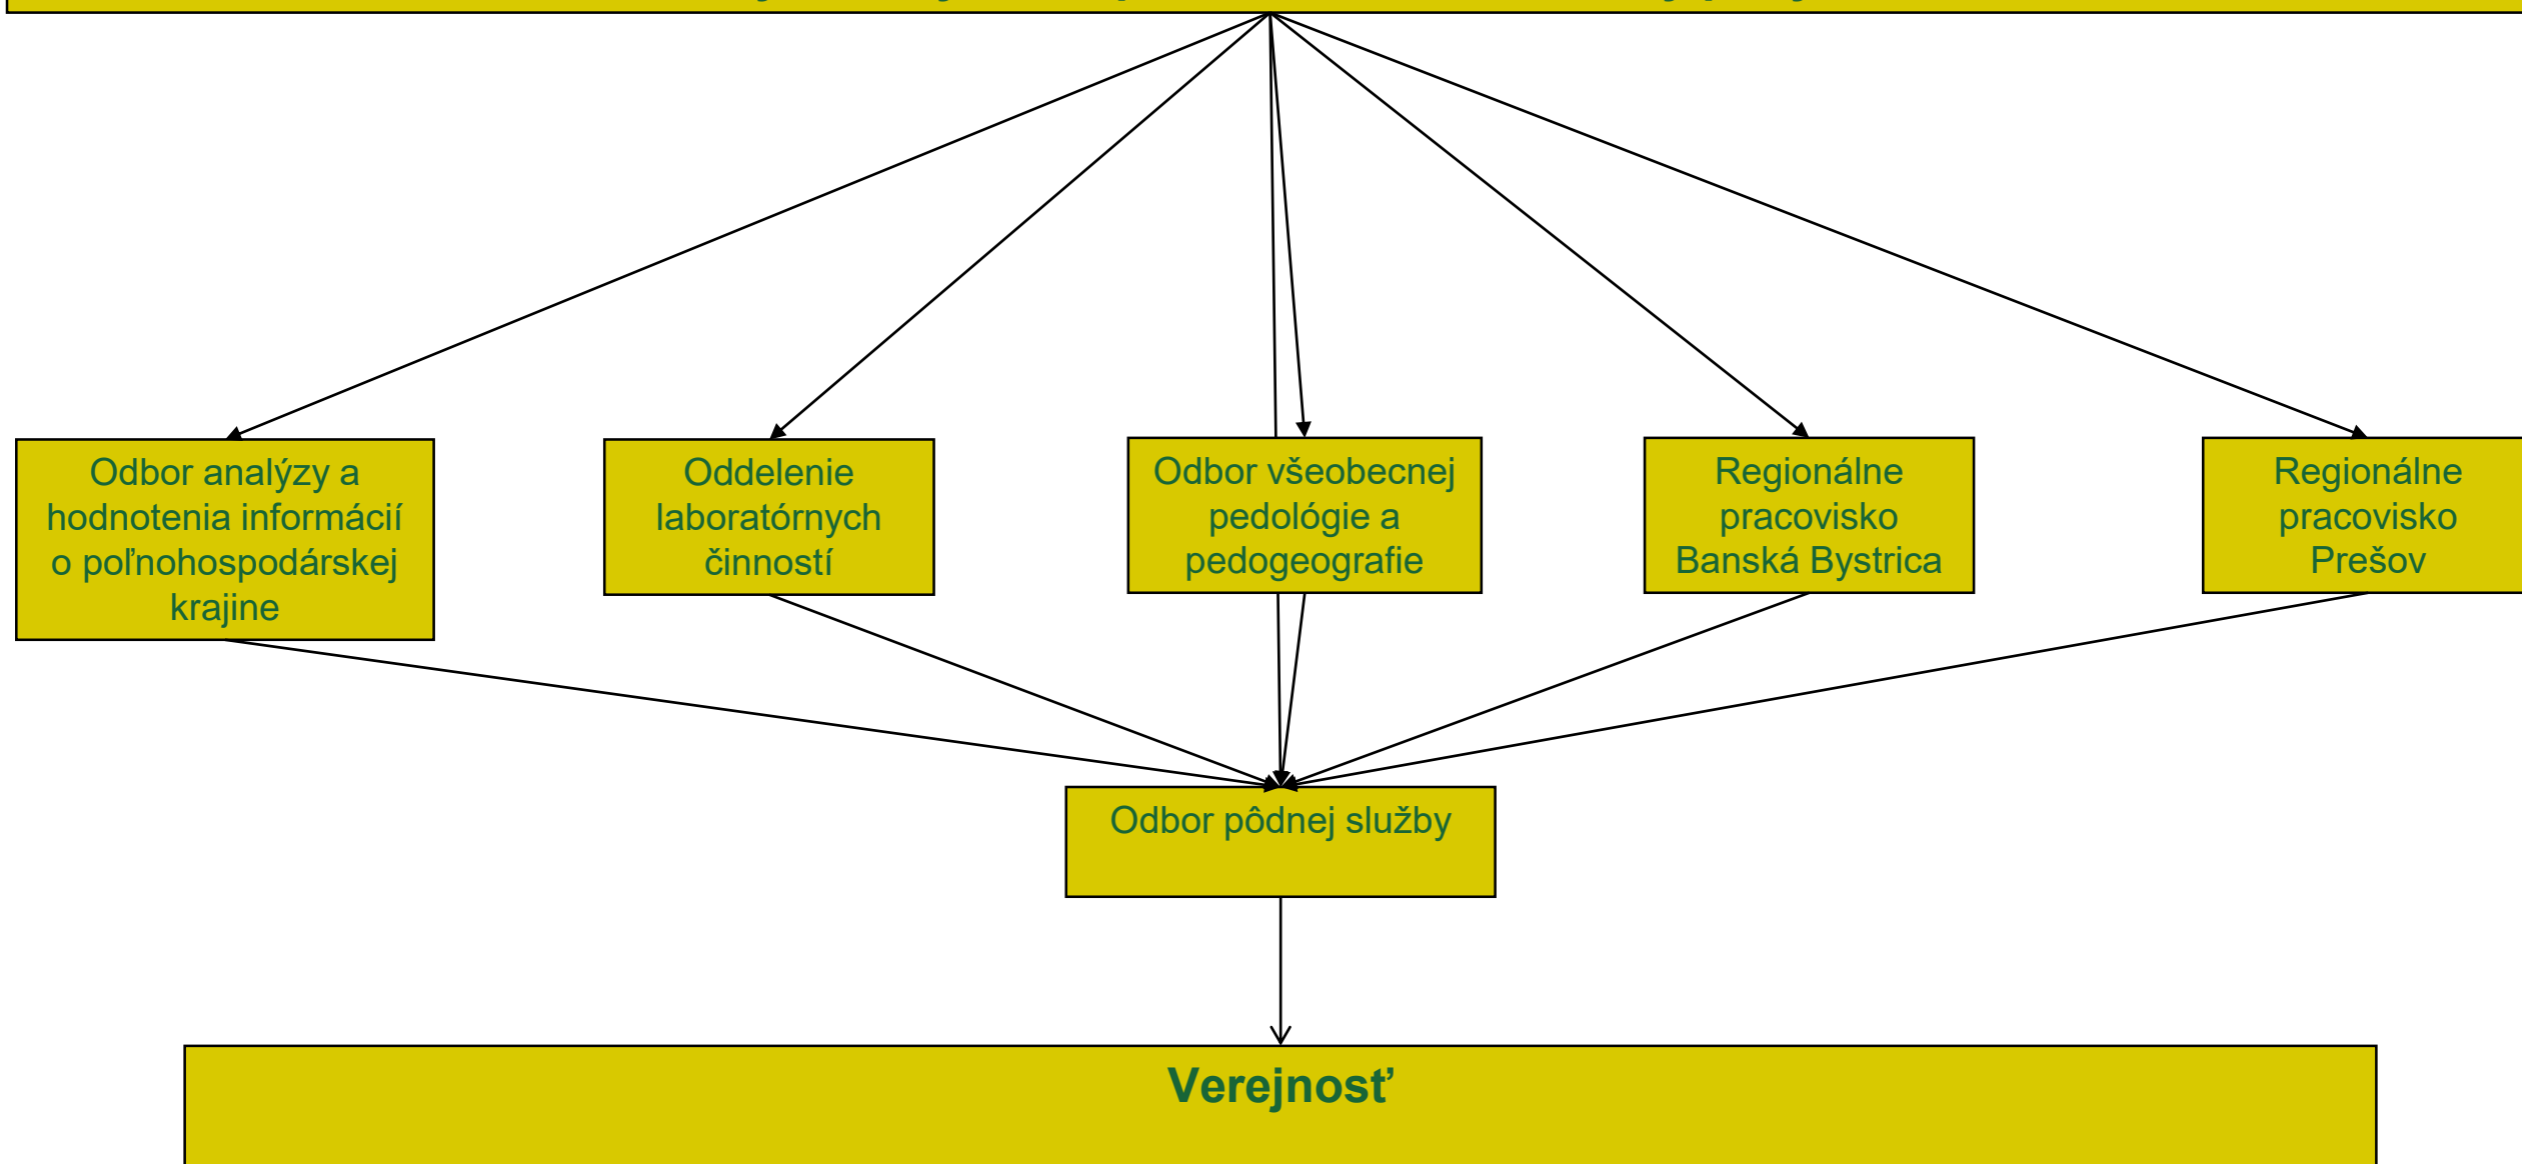 Odbor analýzy a
hodnotenia informácií
o poľnohospodárskej
krajine
Oddelenie
laboratórnych
činností
Odbor všeobecnej
pedológie a
pedogeografie
Regionálne
pracovisko
Banská Bystrica
Regionálne
pracovisko
Prešov
Odbor pôdnej služby
Verejnosť